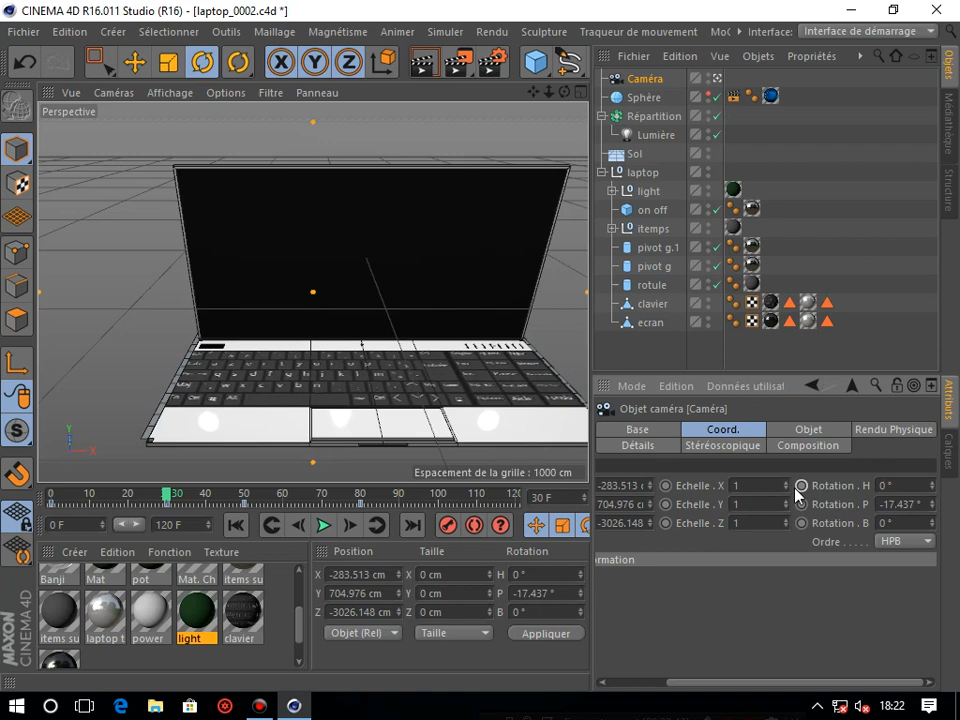 CINEMA 4D R16.011 Studio (R16) - [laptop_0002.c4d *]
Fichier Edition Créer Sélectionner Outils Maillage Magnétisme Animer Simuler Rendu Sculpture Traqueur de mouvement Mo Interface: Interface de démarrage
X Y Z
Fichier Edition Vue Objets Propriétés
Vue Caméras Affichage Options Filtre Panneau
Perspective
Caméra
Sphère
Répartition
Lumière
Sol
laptop
light
on off
itemps
pivot g.1
pivot g
rotule
clavier
ecran
Objets
Médiathèque
Structure
Y
X
Espacement de la grille : 1000 cm
Mode Edition Données utilisat
Objet caméra [Caméra]
Base Coord. Objet Rendu Physique
Détails Stéréoscopique Composition
-283.513 Echelle . X 1 Rotation . H 0 °
704.976 Echelle . Y 1 Rotation . P -17.437 °
-3026.148 Echelle . Z 1 Rotation . B 0 °
Ordre . . . . . HPB
ormation
Attributs
Calques
0 10 20 30 40 50 60 70 80 90 100 110 120 30 F
0 F 120 F
Créer Edition Fonction Texture
Banji Mat pot Mat. Ch items su
items su laptop t power light clavier
Position Taille Rotation
X -283.513 cm X 0 cm H 0 °
Y 704.976 cm Y 0 cm P -17.437 °
Z -3026.148 cm Z 0 cm B 0 °
Objet (Rel) Taille Appliquer
MAXON
CINEMA 4D
18:22